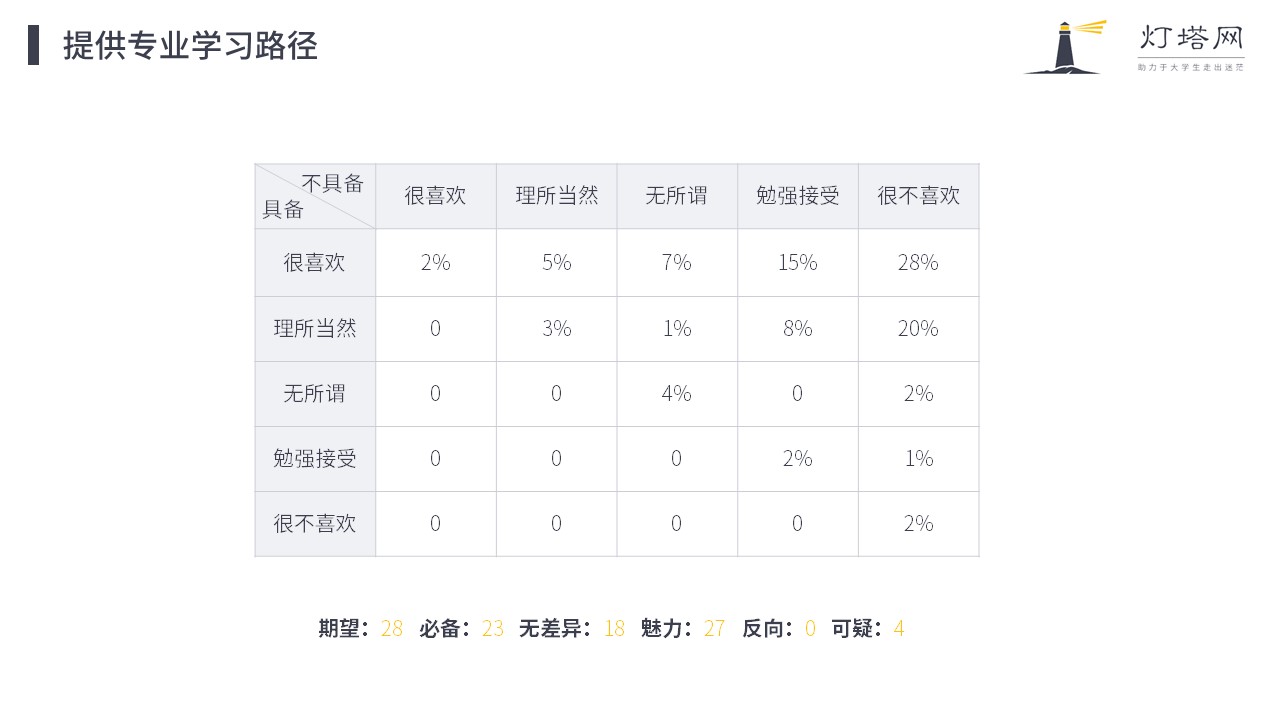 提供专业学习路径
灯塔网
助力于大学生走出迷茫
不具备
具备
很喜欢 理所当然 无所谓 勉强接受 很不喜欢
很喜欢 2% 5% 7% 15% 28%
理所当然 0 3% 1% 8% 20%
无所谓 0 0 4% 0 2%
勉强接受 0 0 0 2% 1%
很不喜欢 0 0 0 0 2%
期望：28 必备：23 无差异：18 魅力：27 反向：0 可疑：4